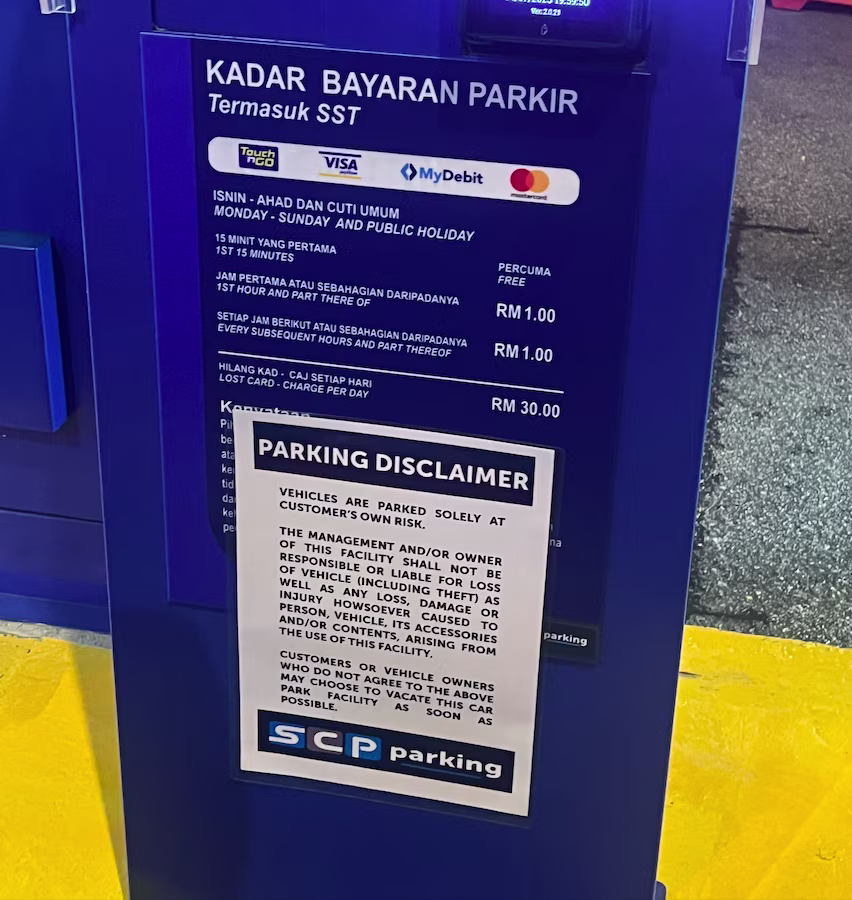 19:59:50
Ver.2.0.21
KADAR BAYARAN PARKIR
Termasuk SST
Touch 'n GO VISA MyDebit mastercard
ISNIN - AHAD DAN CUTI UMUM
MONDAY - SUNDAY AND PUBLIC HOLIDAY
15 MINIT YANG PERTAMA
1ST 15 MINUTES
PERCUMA
FREE
JAM PERTAMA ATAU SEBAHAGIAN DARIPADANYA
1ST HOUR AND PART THERE OF
RM 1.00
SETIAP JAM BERIKUT ATAU SEBAHAGIAN DARIPADANYA
EVERY SUBSEQUENT HOURS AND PART THEREOF
RM 1.00
HILANG KAD - CAJ SETIAP HARI
LOST CARD - CHARGE PER DAY
RM 30.00
Kenyataan
PARKING DISCLAIMER
VEHICLES ARE PARKED SOLELY AT
CUSTOMER'S OWN RISK.
THE MANAGEMENT AND/OR OWNER
OF THIS FACILITY SHALL NOT BE
RESPONSIBLE OR LIABLE FOR LOSS
OF VEHICLE (INCLUDING THEFT) AS
WELL AS ANY LOSS, DAMAGE OR
INJURY HOWSOEVER CAUSED TO
PERSON, VEHICLE, ITS ACCESSORIES
AND/OR CONTENTS, ARISING FROM
THE USE OF THIS FACILITY.
CUSTOMERS OR VEHICLE OWNERS
WHO DO NOT AGREE TO THE ABOVE
MAY CHOOSE TO VACATE THIS CAR
PARK FACILITY AS SOON AS
POSSIBLE.
SCP parking
parking